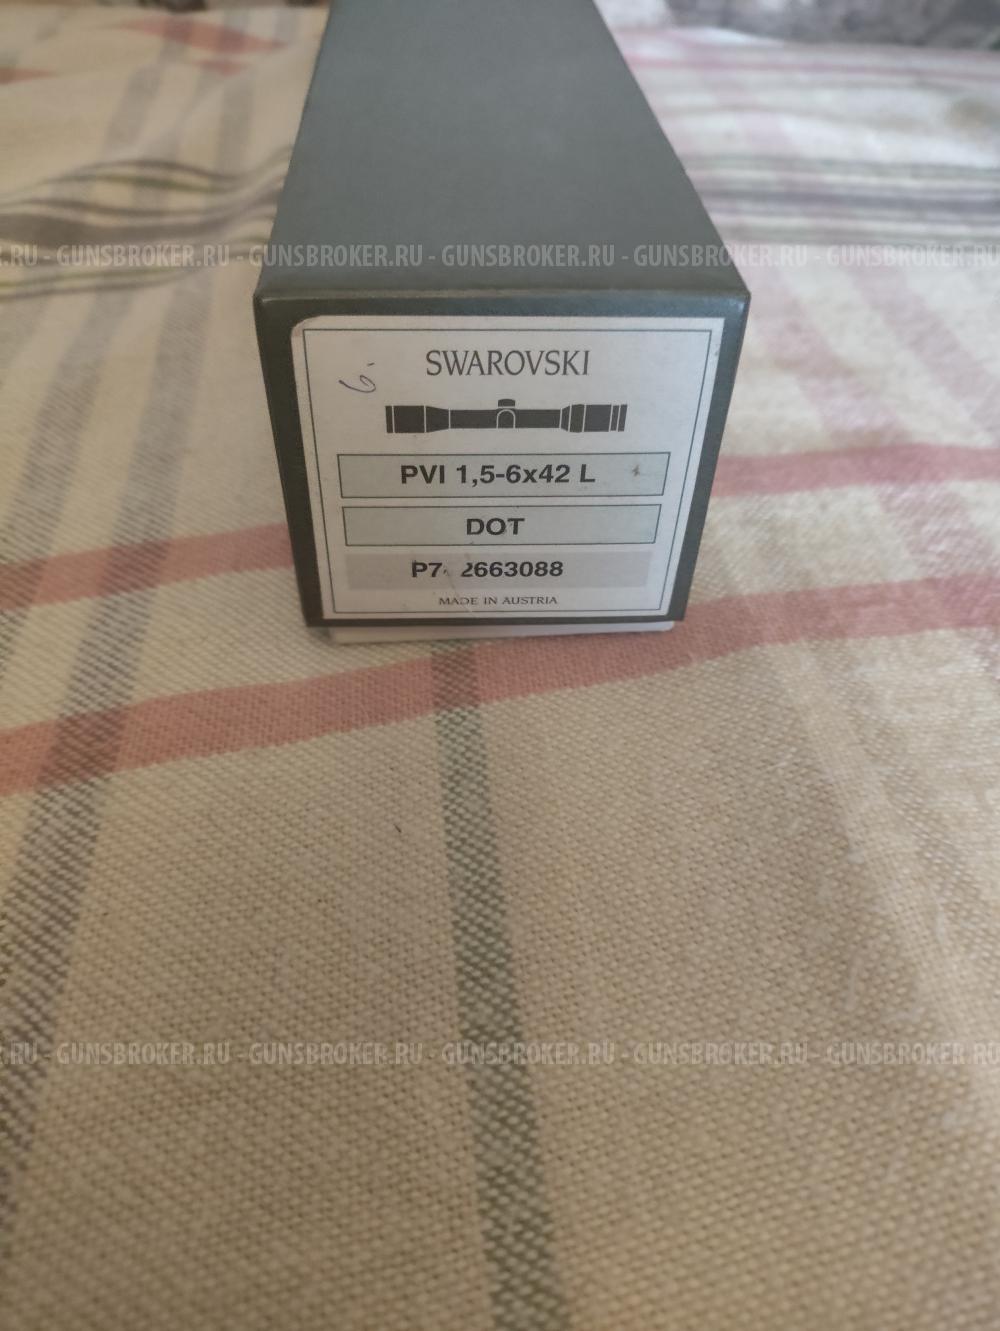 .RU - GUNSBROKER.RU - GUNSBROKER.RU - GUNSBROKER.RU - GUNSBROKER.RU - GUNSBROKER
SWAROVSKI
6.
PVI 1,5-6x42 L
DOT
2663088
MADE IN AUSTRIA
.RU - GUNSBROKER.RU - GUNSBROKER.RU - GUNSBROKER.RU - GUNSBROKER.RU - GUNSBROKER